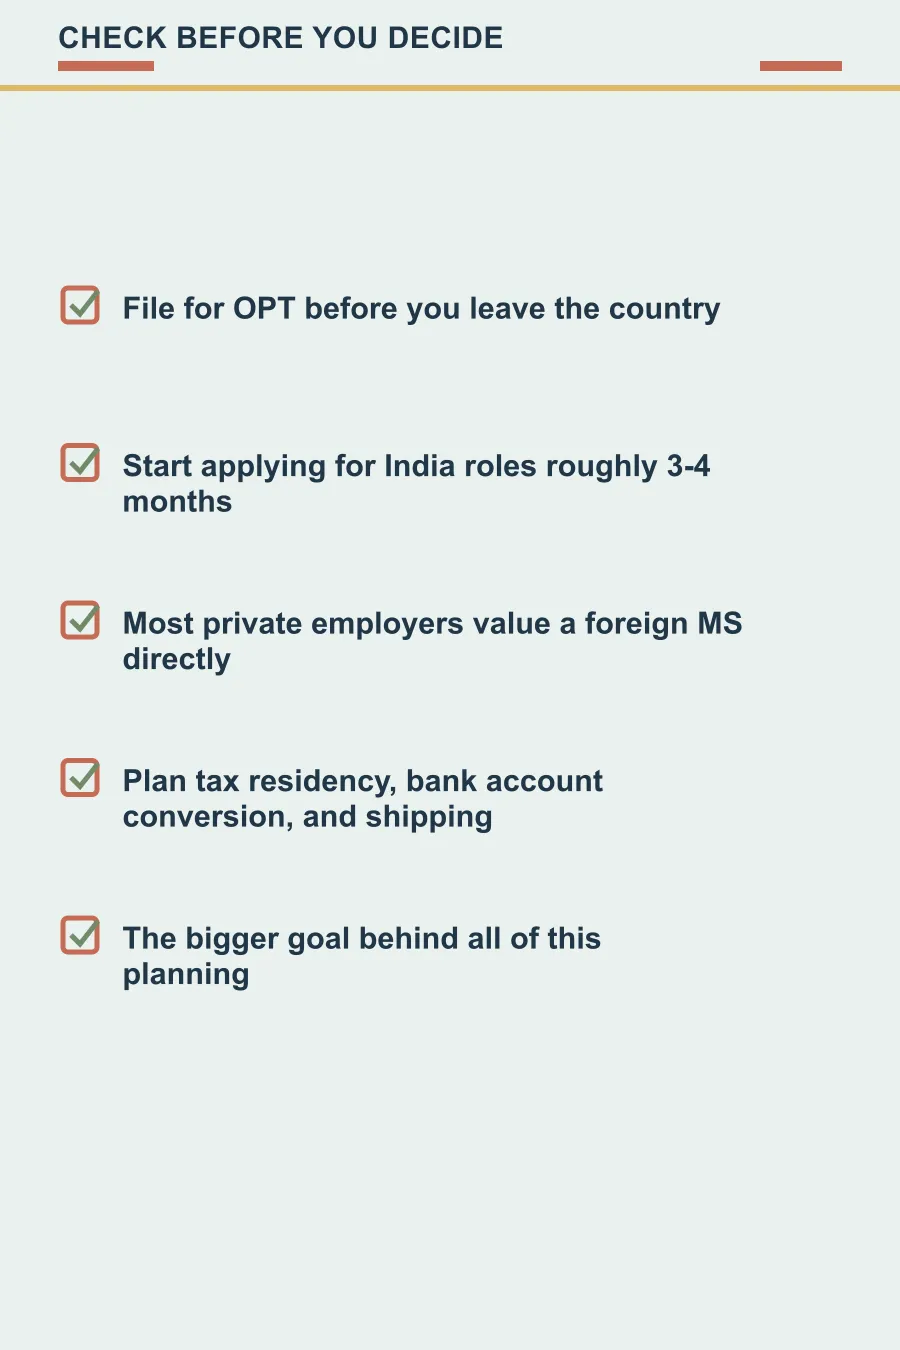 CHECK BEFORE YOU DECIDE
File for OPT before you leave the country
Start applying for India roles roughly 3-4
months
Most private employers value a foreign MS
directly
Plan tax residency, bank account
conversion, and shipping
The bigger goal behind all of this
planning